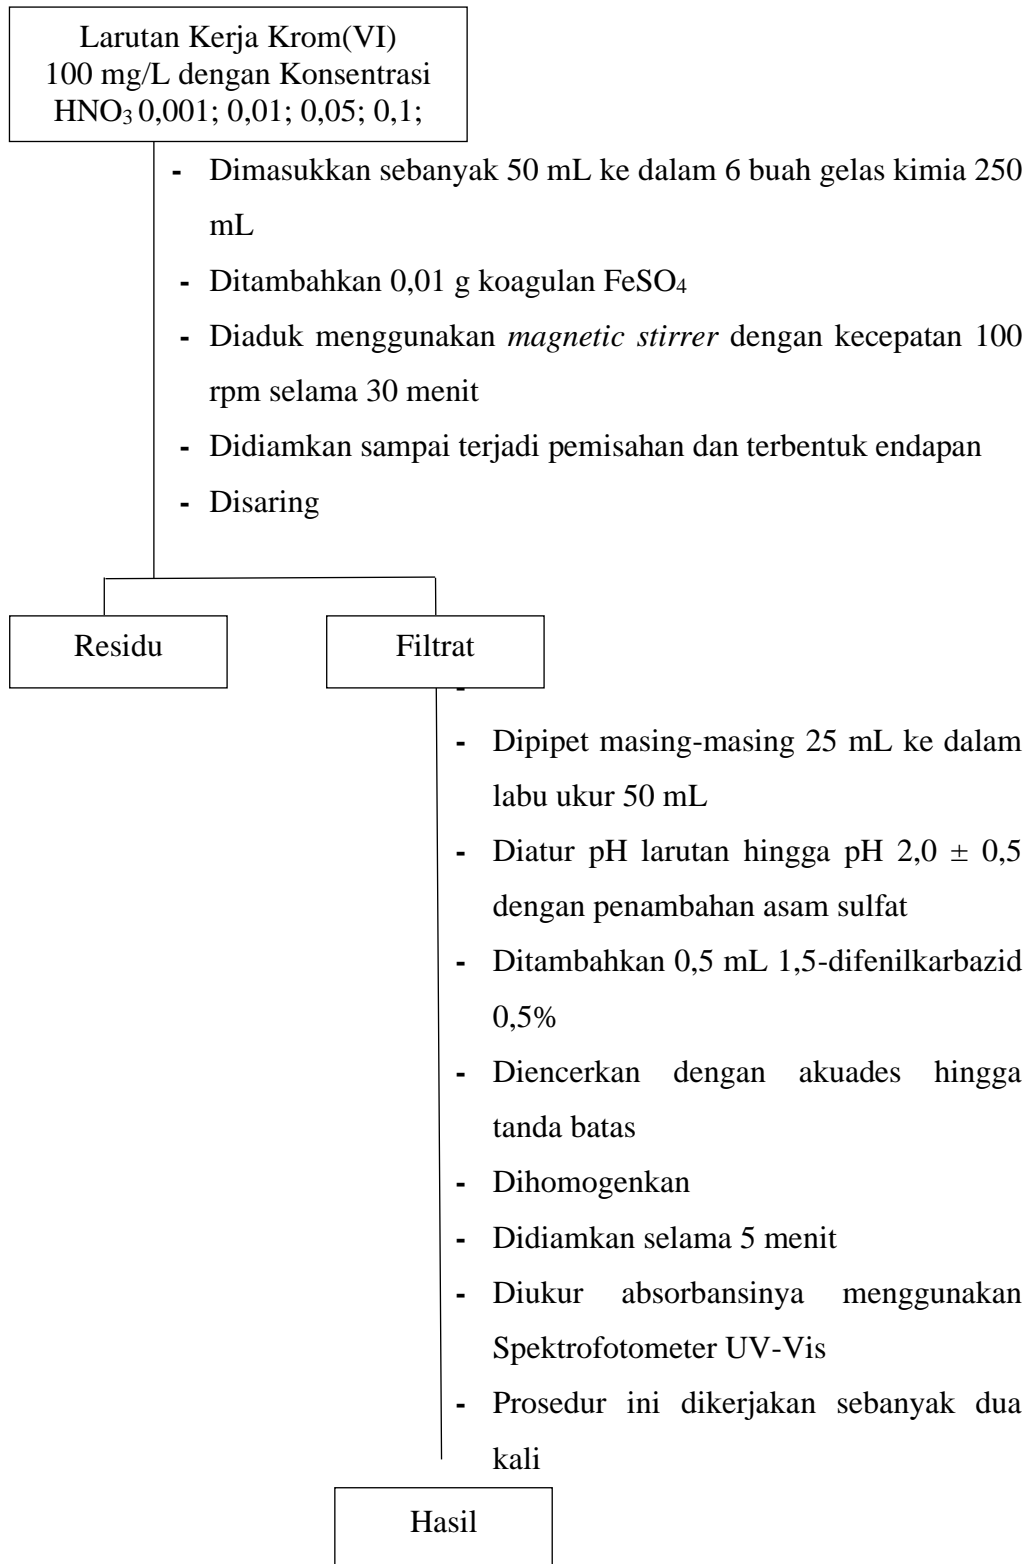 Larutan Kerja Krom(VI)
100 mg/L dengan Konsentrasi
HNO₃ 0,001; 0,01; 0,05; 0,1;
- Dimasukkan sebanyak 50 mL ke dalam 6 buah gelas kimia 250
mL
- Ditambahkan 0,01 g koagulan FeSO₄
- Diaduk menggunakan magnetic stirrer dengan kecepatan 100
rpm selama 30 menit
- Didiamkan sampai terjadi pemisahan dan terbentuk endapan
- Disaring
Residu
Filtrat
-
- Dipipet masing-masing 25 mL ke dalam
labu ukur 50 mL
- Diatur pH larutan hingga pH 2,0 ± 0,5
dengan penambahan asam sulfat
- Ditambahkan 0,5 mL 1,5-difenilkarbazid
0,5%
- Diencerkan dengan akuades hingga
tanda batas
- Dihomogenkan
- Didiamkan selama 5 menit
- Diukur absorbansinya menggunakan
Spektrofotometer UV-Vis
- Prosedur ini dikerjakan sebanyak dua
kali
Hasil